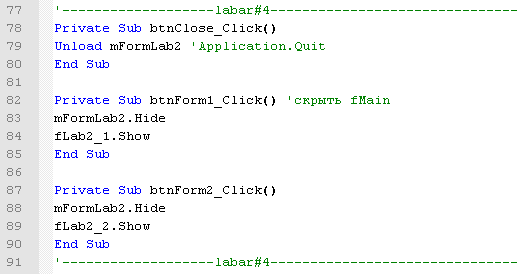 77 '-------------------labar#4-------------------------------
78 Private Sub btnClose_Click()
79 Unload mFormLab2 'Application.Quit
80 End Sub
81
82 Private Sub btnForm1_Click() 'скрыть fMain
83 mFormLab2.Hide
84 fLab2_1.Show
85 End Sub
86
87 Private Sub btnForm2_Click()
88 mFormLab2.Hide
89 fLab2_2.Show
90 End Sub
91 '-------------------labar#4-------------------------------